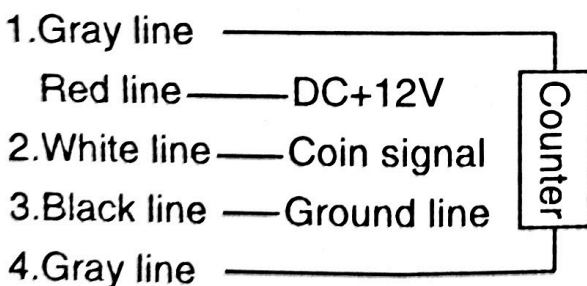 1.Gray line
Red line DC+12V
2.White line Coin signal
3.Black line Ground line
4.Gray line
Counter